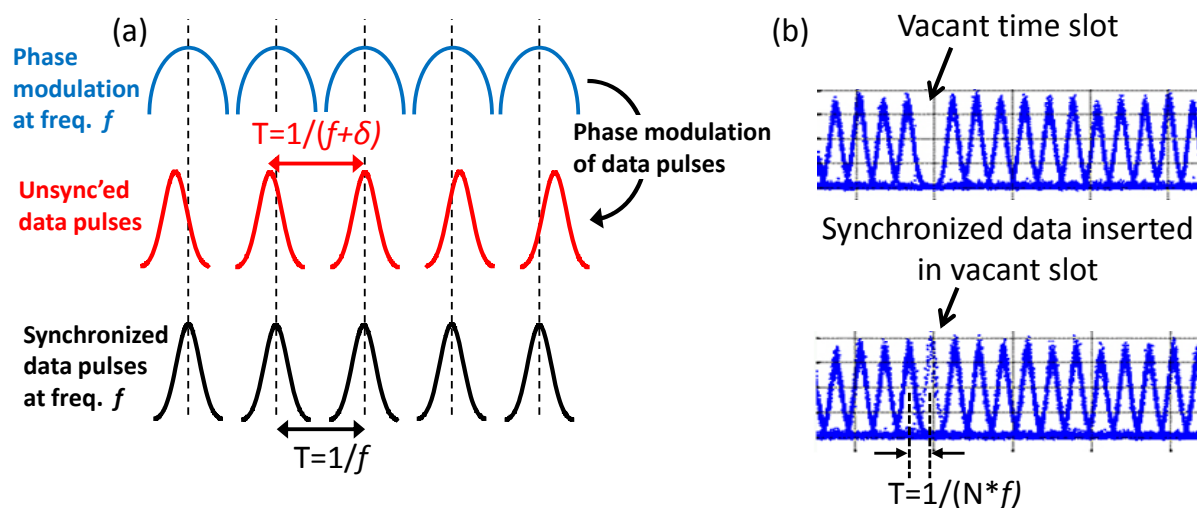 (a)
Phase
modulation
at freq. f
T=1/(f+δ)
Phase modulation
of data pulses
Unsync'ed
data pulses
Synchronized
data pulses
at freq. f
T=1/f
(b)
Vacant time slot
Synchronized data inserted
in vacant slot
T=1/(N*f)